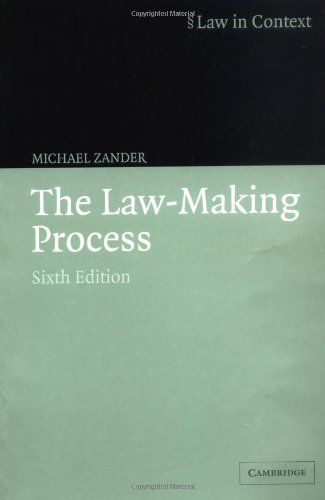 § Law in Context
MICHAEL ZANDER
The Law-Making
Process
Sixth Edition
CAMBRIDGE